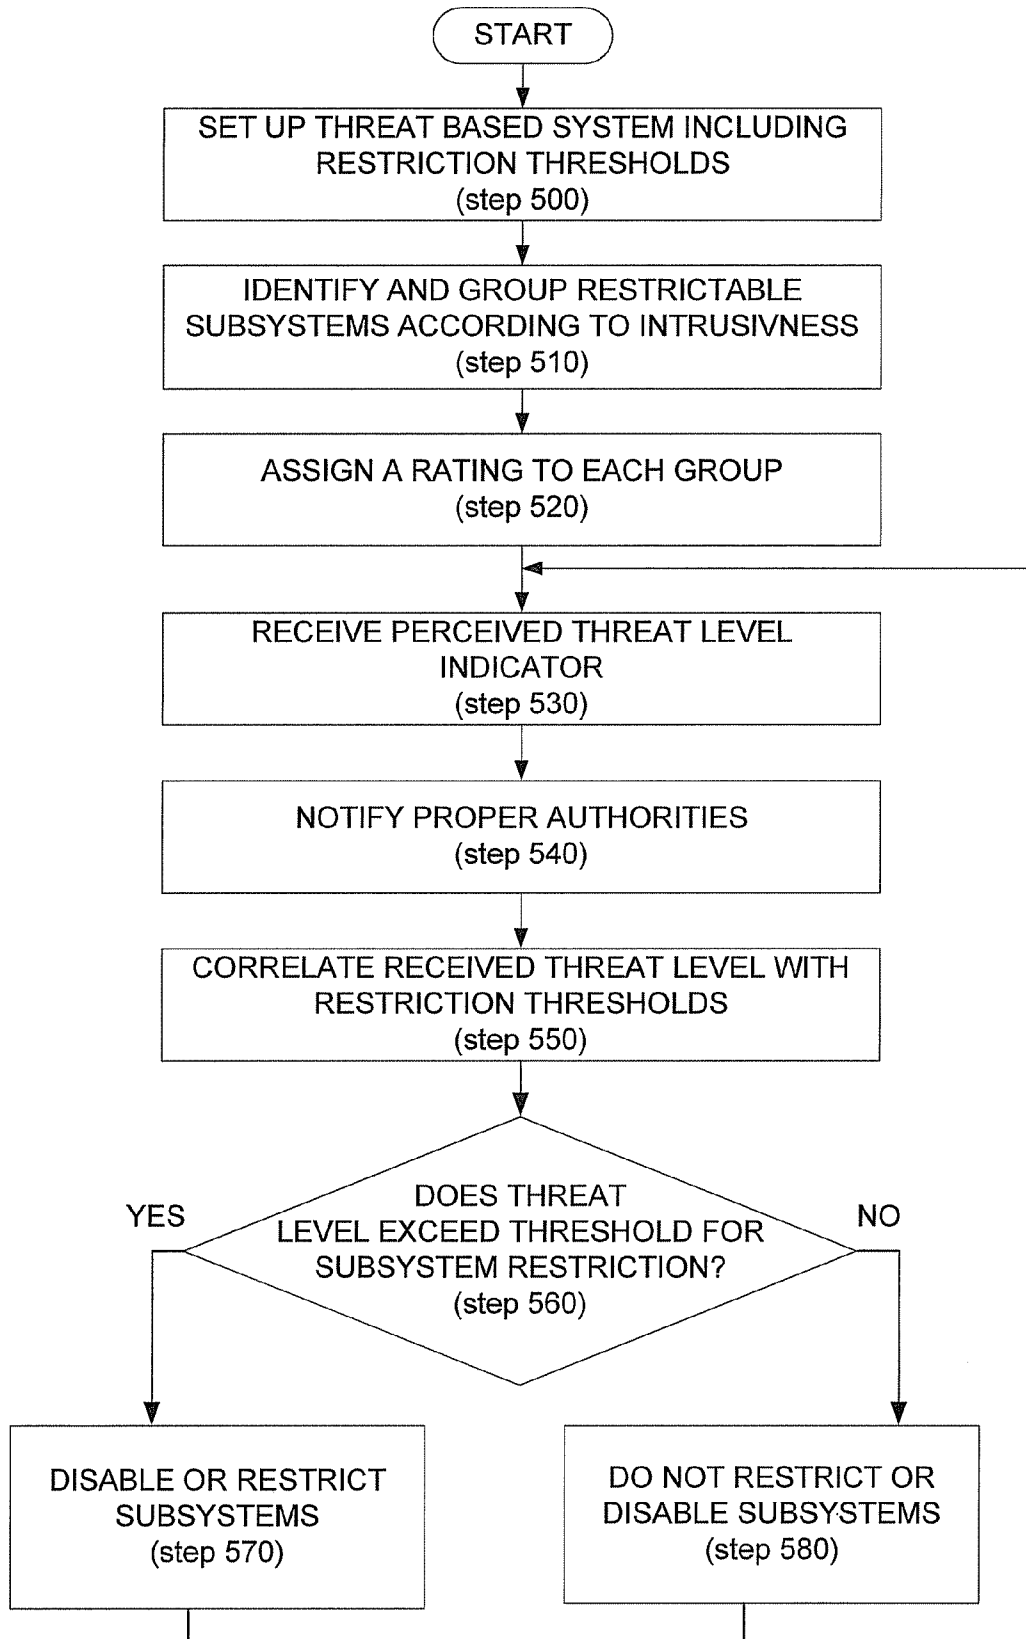 START
SET UP THREAT BASED SYSTEM INCLUDING
RESTRICTION THRESHOLDS
(step 500)
IDENTIFY AND GROUP RESTRICTABLE
SUBSYSTEMS ACCORDING TO INTRUSIVNESS
(step 510)
ASSIGN A RATING TO EACH GROUP
(step 520)
RECEIVE PERCEIVED THREAT LEVEL
INDICATOR
(step 530)
NOTIFY PROPER AUTHORITIES
(step 540)
CORRELATE RECEIVED THREAT LEVEL WITH
RESTRICTION THRESHOLDS
(step 550)
DOES THREAT
LEVEL EXCEED THRESHOLD FOR
SUBSYSTEM RESTRICTION?
(step 560)
YES
NO
DISABLE OR RESTRICT
SUBSYSTEMS
(step 570)
DO NOT RESTRICT OR
DISABLE SUBSYSTEMS
(step 580)